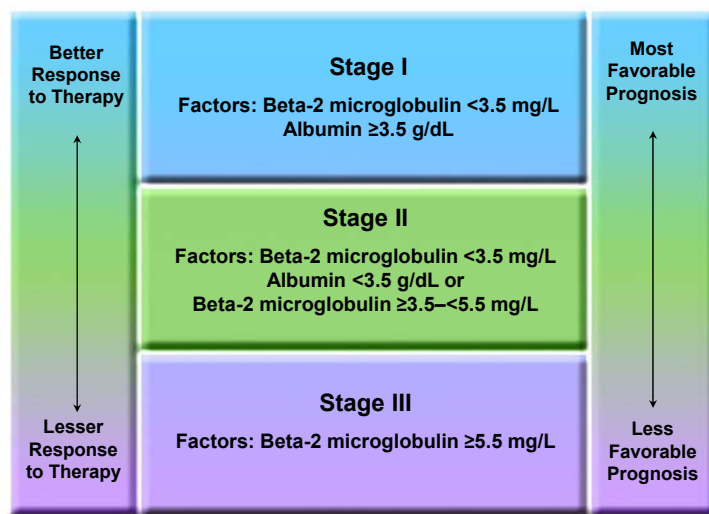 Better
Response
to Therapy
Stage I
Factors: Beta-2 microglobulin <3.5 mg/L
Albumin ≥3.5 g/dL
Most
Favorable
Prognosis
Stage II
Factors: Beta-2 microglobulin <3.5 mg/L
Albumin <3.5 g/dL or
Beta-2 microglobulin ≥3.5–<5.5 mg/L
Lesser
Response
to Therapy
Stage III
Factors: Beta-2 microglobulin ≥5.5 mg/L
Less
Favorable
Prognosis